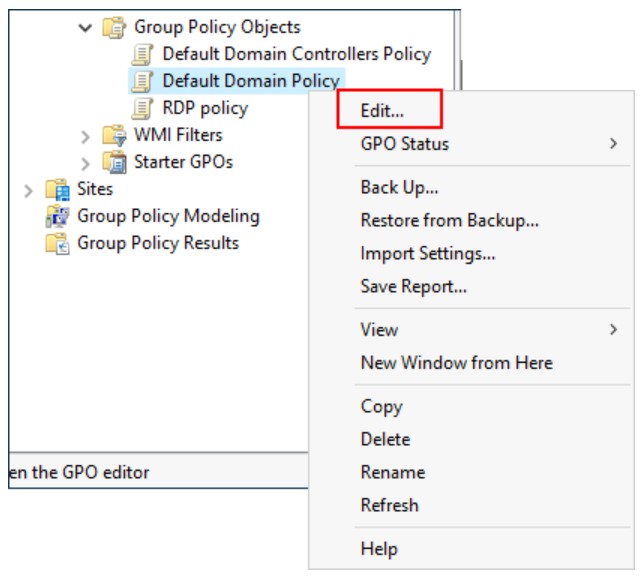 Group Policy Objects
Default Domain Controllers Policy
Default Domain Policy
RDP policy
WMI Filters
Starter GPOs
Sites
Group Policy Modeling
Group Policy Results
en the GPO editor
Edit...
GPO Status
Back Up...
Restore from Backup...
Import Settings...
Save Report...
View
New Window from Here
Copy
Delete
Rename
Refresh
Help